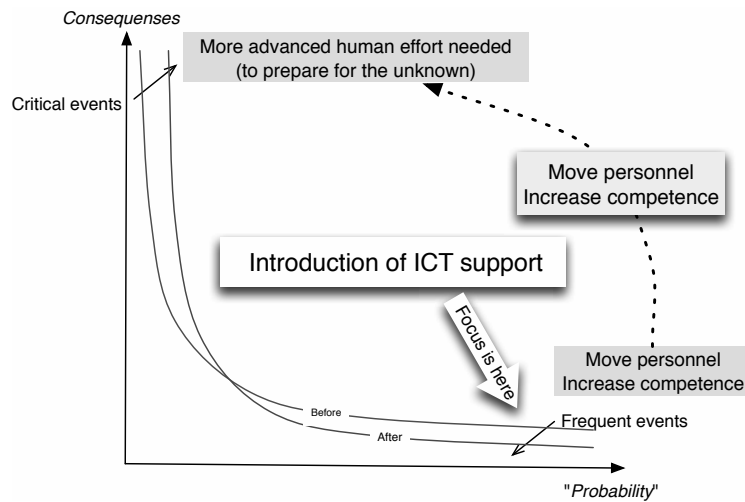 Consequenses
More advanced human effort needed
(to prepare for the unknown)
Critical events
Move personnel
Increase competence
Introduction of ICT support
Focus is here
Move personnel
Increase competence
Before
Frequent events
After
"Probability"